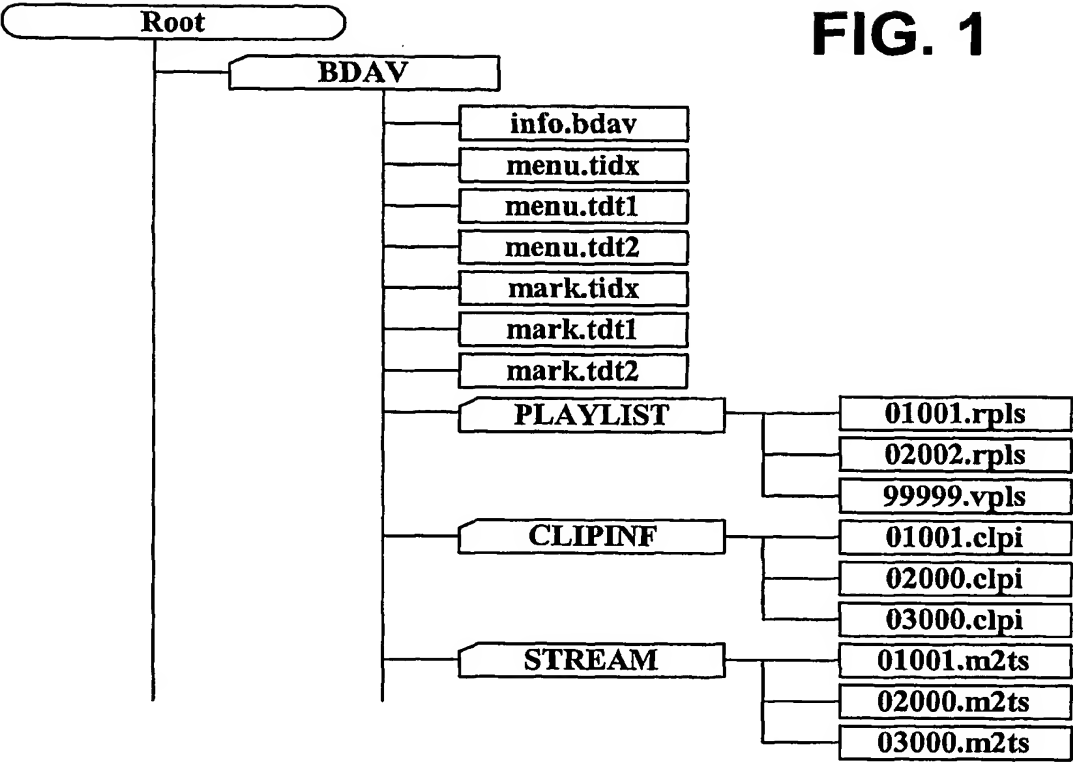 Root
FIG. 1
BDAV
info.bdav
menu.tidx
menu.tdt1
menu.tdt2
mark.tidx
mark.tdt1
mark.tdt2
PLAYLIST
01001.rpls
02002.rpls
99999.vpls
CLIPINF
01001.clpi
02000.clpi
03000.clpi
STREAM
01001.m2ts
02000.m2ts
03000.m2ts